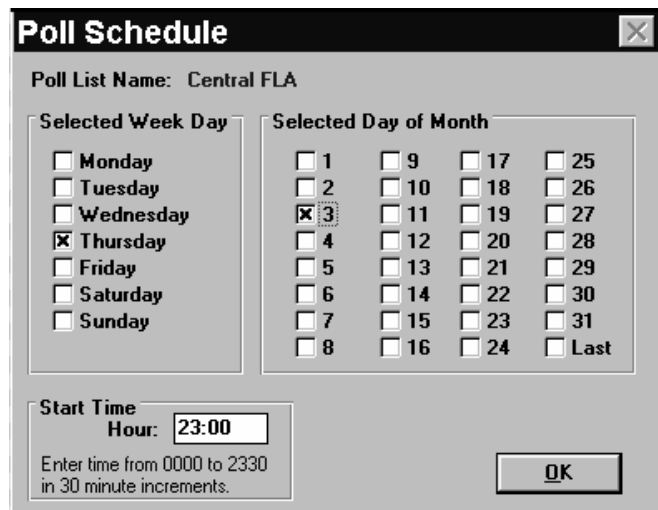 Poll Schedule
Poll List Name: Central FLA
Selected Week Day
Monday
Tuesday
Wednesday
Thursday
Friday
Saturday
Sunday
Selected Day of Month
1 9 17 25
2 10 18 26
3 11 19 27
4 12 20 28
5 13 21 29
6 14 22 30
7 15 23 31
8 16 24 Last
Start Time
Hour: 23:00
Enter time from 0000 to 2330
in 30 minute increments.
OK